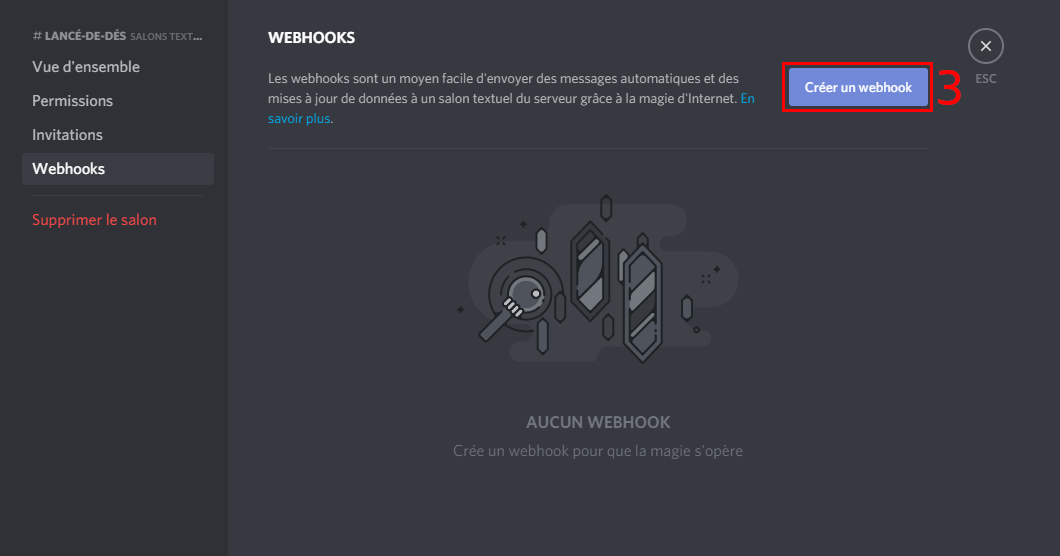 # LANCÉ-DE-DÉS SALONS TEXT...
Vue d'ensemble
Permissions
Invitations
Webhooks
Supprimer le salon
WEBHOOKS
Les webhooks sont un moyen facile d'envoyer des messages automatiques et des
mises à jour de données à un salon textuel du serveur grâce à la magie d'Internet. En
savoir plus.
Créer un webhook
3
ESC
AUCUN WEBHOOK
Crée un webhook pour que la magie s'opère